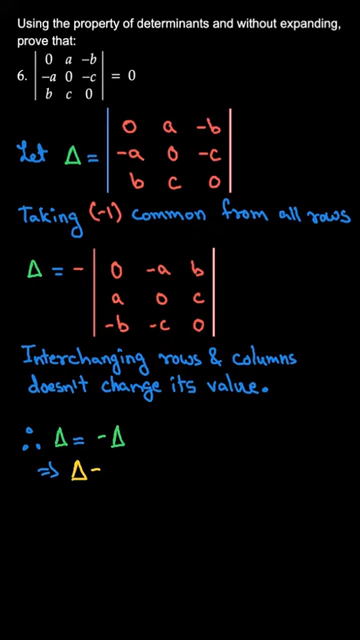 Using the property of determinants and without expanding,
prove that:
6. | 0 a –b |
| –a 0 –c | = 0
| b c 0 |
Let Δ = | 0 a -b |
| -a 0 -c |
| b c 0 |
Taking (-1) common from all rows
Δ = - | 0 -a b |
| a 0 c |
| -b -c 0 |
Interchanging rows & columns
doesn't change its value.
∴ Δ = -Δ
⇒ Δ -